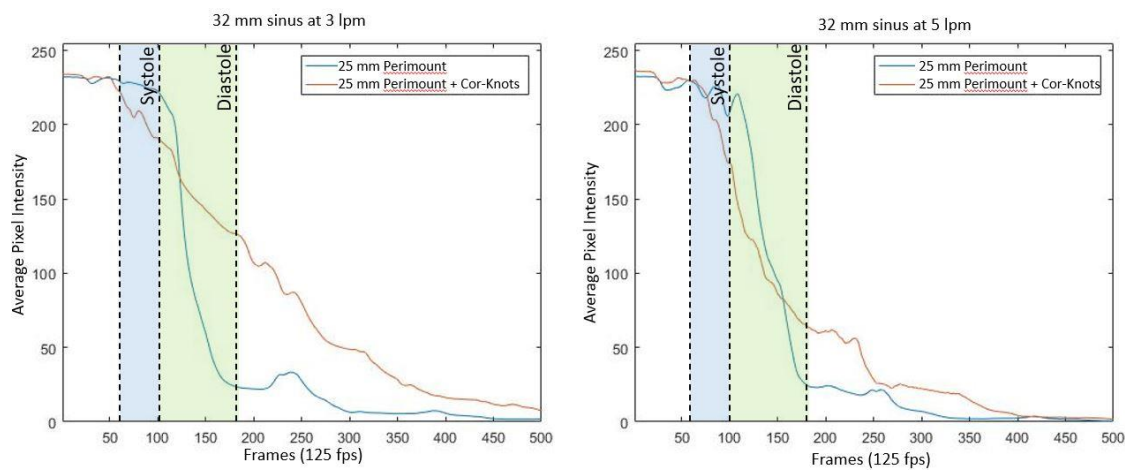 32 mm sinus at 3 lpm
250
200
150
100
50
0
Average Pixel Intensity
Systole
Diastole
25 mm Perimount
25 mm Perimount + Cor-Knots
50 100 150 200 250 300 350 400 450 500
Frames (125 fps)
32 mm sinus at 5 lpm
250
200
150
100
50
0
Average Pixel Intensity
Systole
Diastole
25 mm Perimount
25 mm Perimount + Cor-Knots
50 100 150 200 250 300 350 400 450 500
Frames (125 fps)